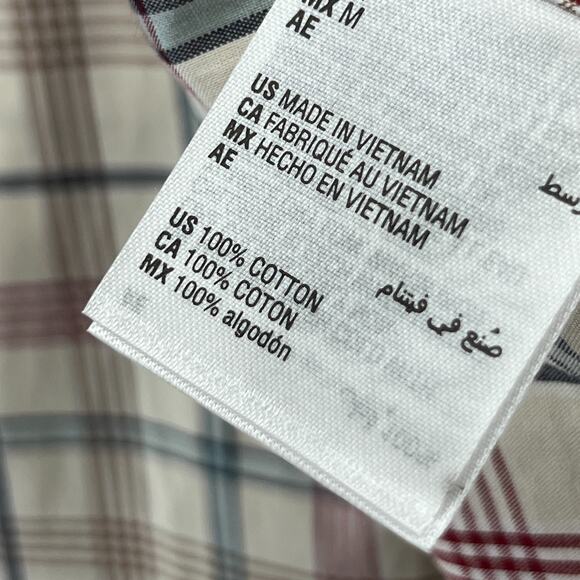 MX M
AE
وسط
US MADE IN VIETNAM
CA FABRIQUÉ AU VIETNAM
MX HECHO EN VIETNAM
AE
صُنع في فيتنام
US 100% COTTON
CA 100% COTON
MX 100% algodón